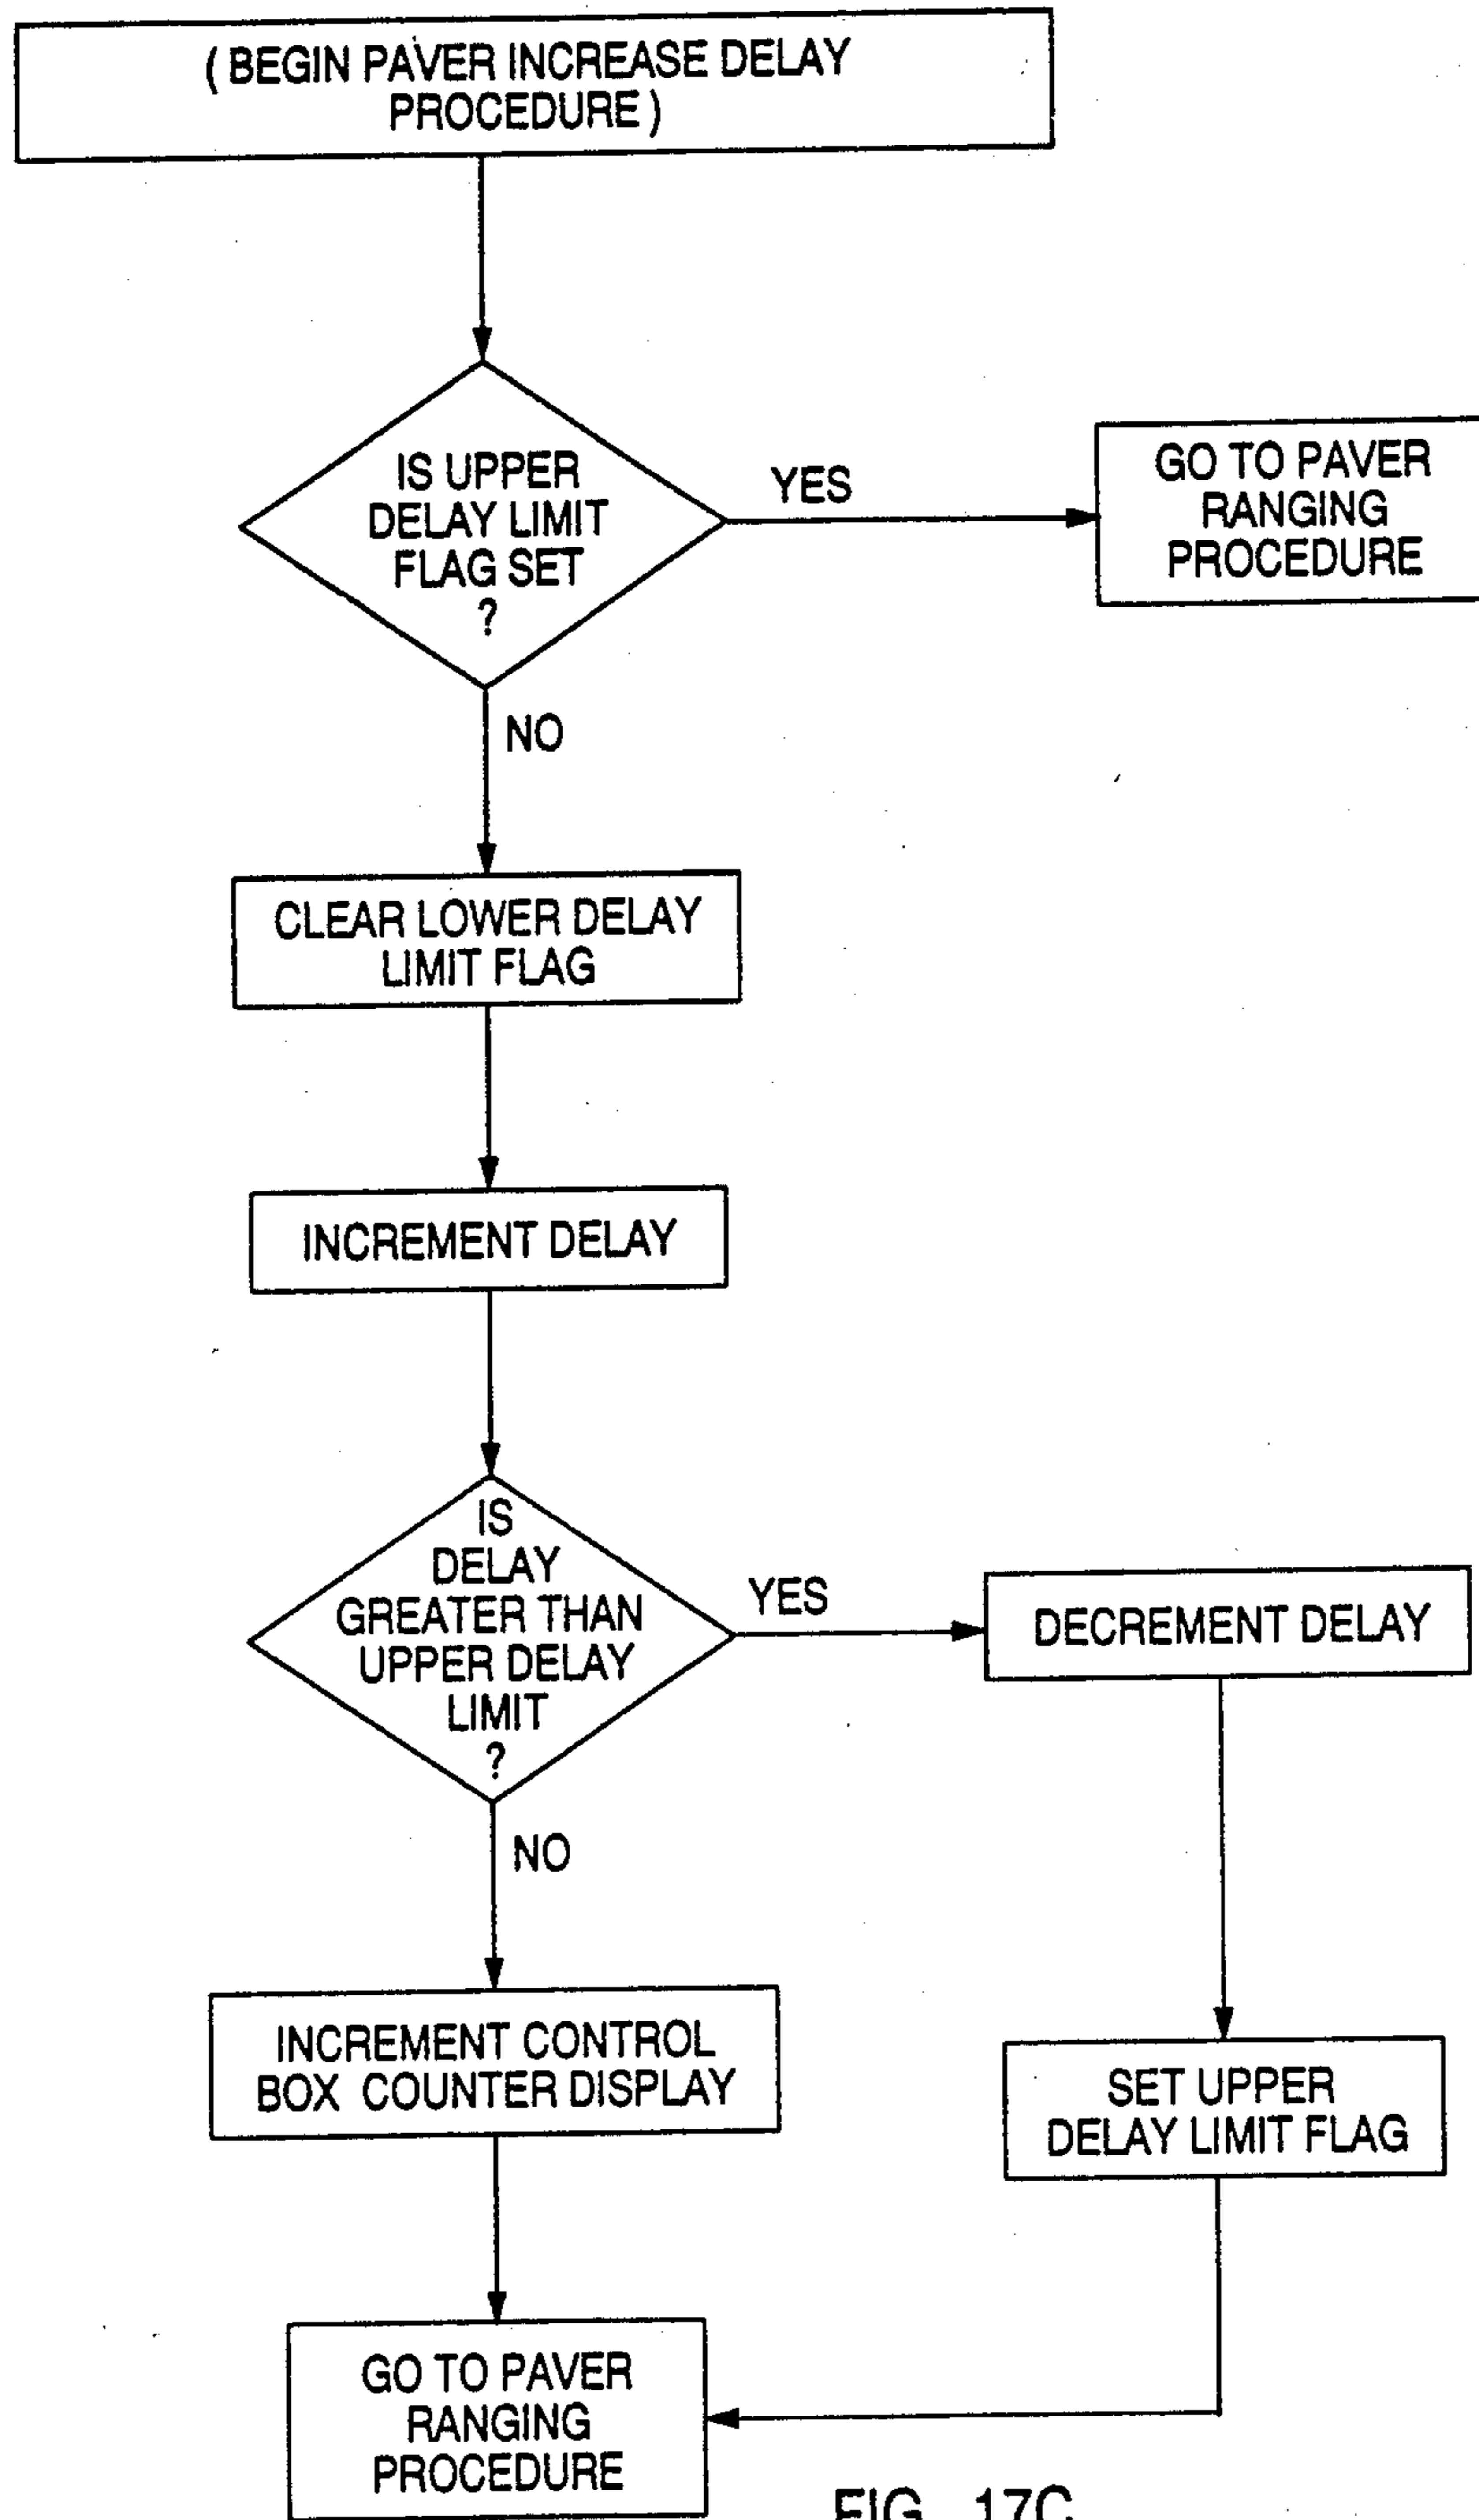 ( BEGIN PAVER INCREASE DELAY
PROCEDURE )
IS UPPER
DELAY LIMIT
FLAG SET
?
YES
GO TO PAVER
RANGING
PROCEDURE
NO
CLEAR LOWER DELAY
LIMIT FLAG
INCREMENT DELAY
IS
DELAY
GREATER THAN
UPPER DELAY
LIMIT
?
YES
DECREMENT DELAY
NO
INCREMENT CONTROL
BOX COUNTER DISPLAY
SET UPPER
DELAY LIMIT FLAG
GO TO PAVER
RANGING
PROCEDURE
FIG. 17C